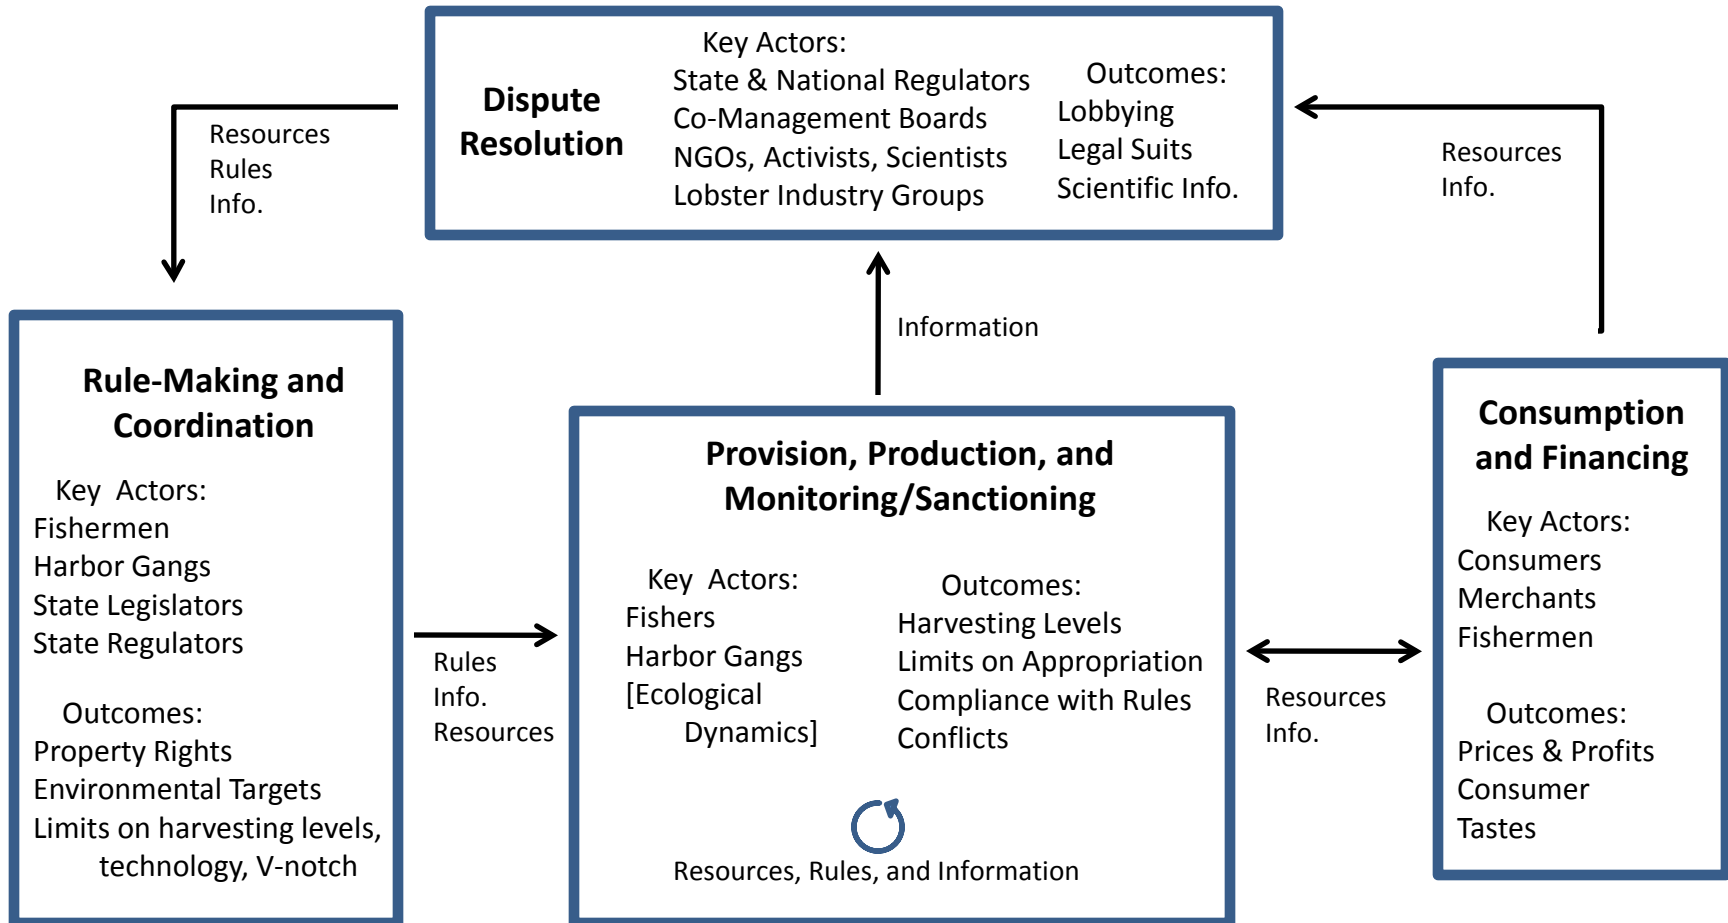 Dispute
Resolution
Key Actors:
State & National Regulators
Co-Management Boards
NGOs, Activists, Scientists
Lobster Industry Groups
Outcomes:
Lobbying
Legal Suits
Scientific Info.
Resources
Rules
Info.
Resources
Info.
Information
Rule-Making and
Coordination
Key Actors:
Fishermen
Harbor Gangs
State Legislators
State Regulators
Outcomes:
Property Rights
Environmental Targets
Limits on harvesting levels,
technology, V-notch
Rules
Info.
Resources
Provision, Production, and
Monitoring/Sanctioning
Key Actors:
Fishers
Harbor Gangs
[Ecological
Dynamics]
Outcomes:
Harvesting Levels
Limits on Appropriation
Compliance with Rules
Conflicts
Resources, Rules, and Information
Resources
Info.
Consumption
and Financing
Key Actors:
Consumers
Merchants
Fishermen
Outcomes:
Prices & Profits
Consumer
Tastes